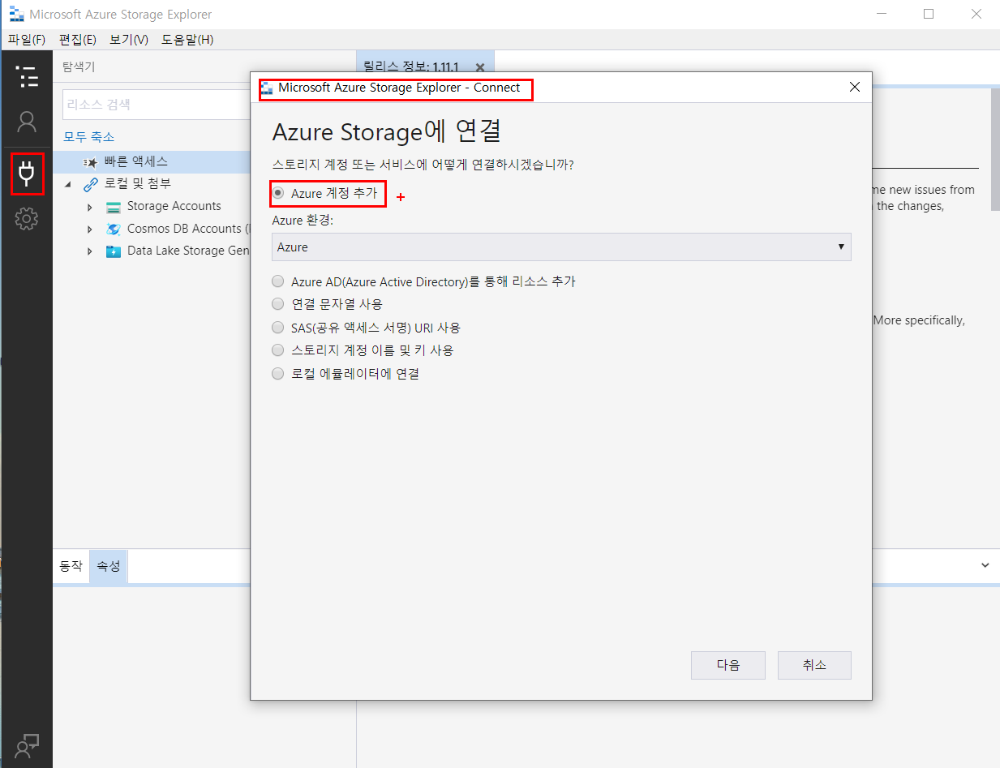 Microsoft Azure Storage Explorer
파일(F) 편집(E) 보기(V) 도움말(H)
탐색기
리소스 검색
모두 축소
빠른 액세스
로컬 및 첨부
Storage Accounts
Cosmos DB Accounts (
Data Lake Storage Gen
동작 속성
릴리스 정보: 1.11.1
me new issues from
the changes,
More specifically,
Microsoft Azure Storage Explorer - Connect
Azure Storage에 연결
스토리지 계정 또는 서비스에 어떻게 연결하시겠습니까?
Azure 계정 추가 +
Azure 환경:
Azure
Azure AD(Azure Active Directory)를 통해 리소스 추가
연결 문자열 사용
SAS(공유 액세스 서명) URI 사용
스토리지 계정 이름 및 키 사용
로컬 에뮬레이터에 연결
다음 취소